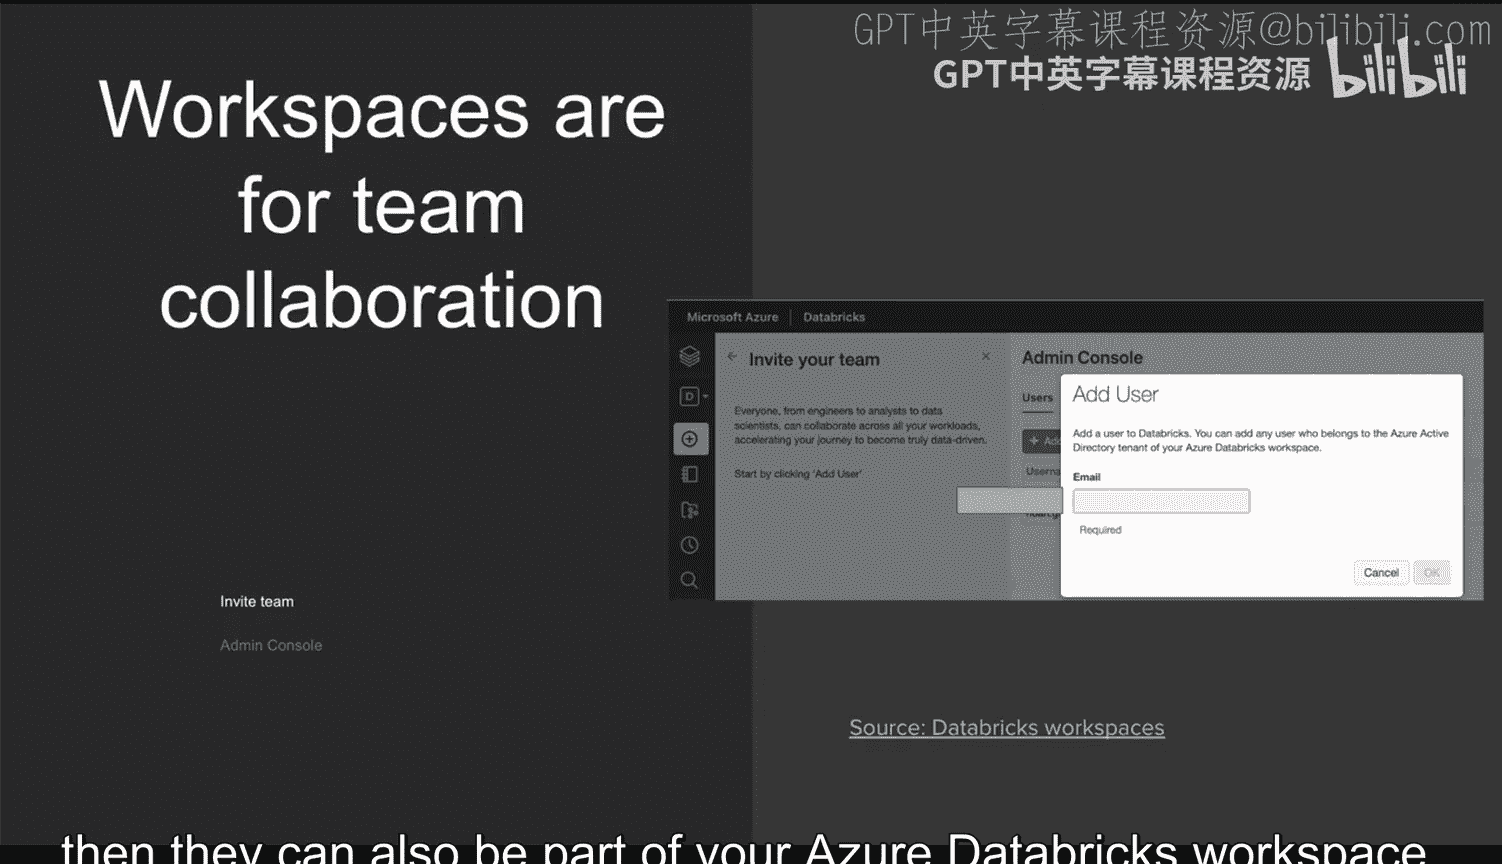 GPT中英字幕课程资源@bilibili.com
GPT中英字幕课程资源 bilibili
Workspaces are
for team
collaboration
Invite team
Admin Console
Microsoft Azure | Databricks
D
Invite your team
Everyone, from engineers to analysts to data
scientists, can collaborate across all your workloads,
accelerating your journey to become truly data-driven.
Start by clicking 'Add User'
Admin Console
Users
+ Add
Userna
Add User
Add a user to Databricks. You can add any user who belongs to the Azure Active
Directory tenant of your Azure Databricks workspace.
Email
Required
Cancel
OK
Source: Databricks workspaces
then they can also be part of your Azure Databricks workspace